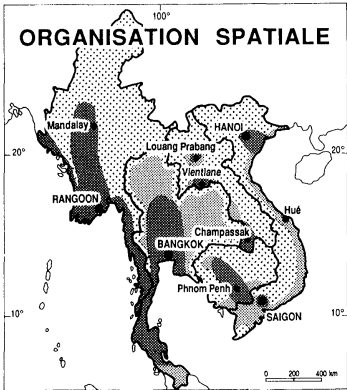 100°
ORGANISATION SPATIALE
Mandalay
HANOI
Louang Prabang
20°
20°
Vientiane
RANGOON
Hué
Champassak
BANGKOK
Phnom Penh
10°
SAIGON
10°
0 200 400 km